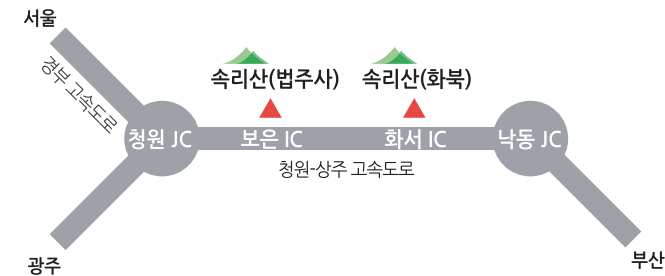 서울
경부 고속도로
속리산(법주사)
속리산(화북)
청원 JC
보은 IC
화서 IC
낙동 JC
청원-상주 고속도로
광주
부산